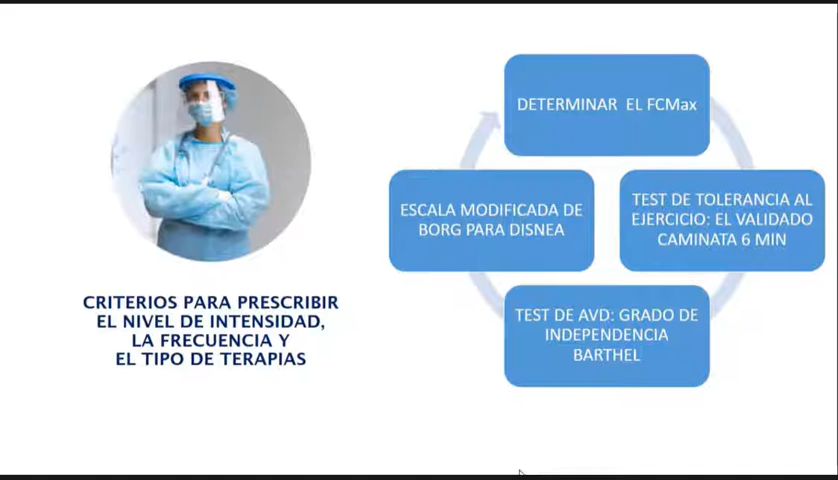 CRITERIOS PARA PRESCRIBIR
EL NIVEL DE INTENSIDAD,
LA FRECUENCIA Y
EL TIPO DE TERAPIAS
DETERMINAR EL FCMax
TEST DE TOLERANCIA AL
EJERCICIO: EL VALIDADO
CAMINATA 6 MIN
TEST DE AVD: GRADO DE
INDEPENDENCIA
BARTHEL
ESCALA MODIFICADA DE
BORG PARA DISNEA